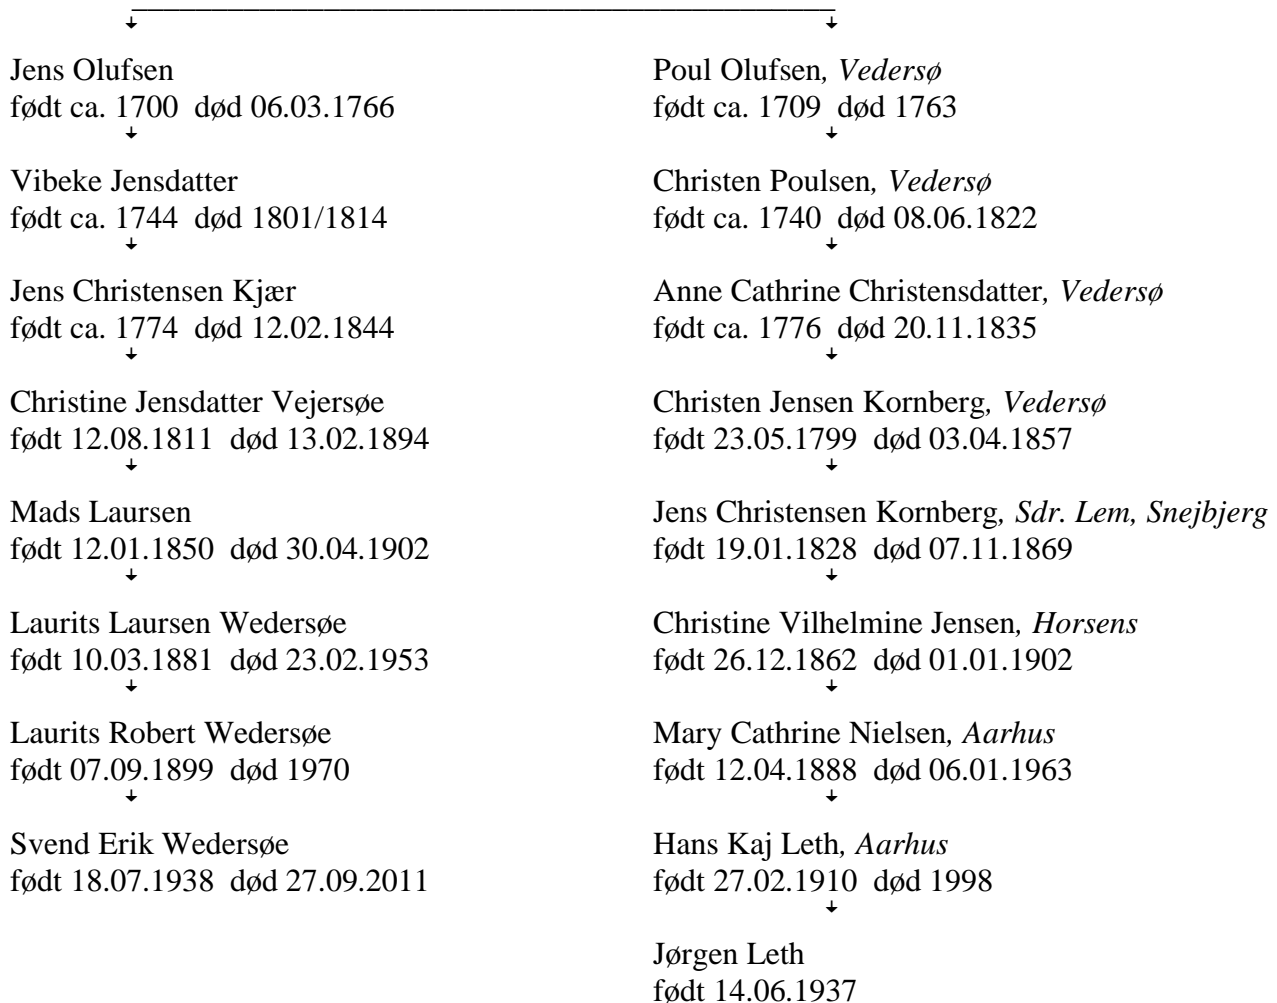 Jens Olufsen
født ca. 1700 død 06.03.1766
Vibeke Jensdatter
født ca. 1744 død 1801/1814
Jens Christensen Kjær
født ca. 1774 død 12.02.1844
Christine Jensdatter Vejersøe
født 12.08.1811 død 13.02.1894
Mads Laursen
født 12.01.1850 død 30.04.1902
Laurits Laursen Wedersøe
født 10.03.1881 død 23.02.1953
Laurits Robert Wedersøe
født 07.09.1899 død 1970
Svend Erik Wedersøe
født 18.07.1938 død 27.09.2011
Poul Olufsen, Vedersø
født ca. 1709 død 1763
Christen Poulsen, Vedersø
født ca. 1740 død 08.06.1822
Anne Cathrine Christensdatter, Vedersø
født ca. 1776 død 20.11.1835
Christen Jensen Kornberg, Vedersø
født 23.05.1799 død 03.04.1857
Jens Christensen Kornberg, Sdr. Lem, Snejbjerg
født 19.01.1828 død 07.11.1869
Christine Vilhelmine Jensen, Horsens
født 26.12.1862 død 01.01.1902
Mary Cathrine Nielsen, Aarhus
født 12.04.1888 død 06.01.1963
Hans Kaj Leth, Aarhus
født 27.02.1910 død 1998
Jørgen Leth
født 14.06.1937